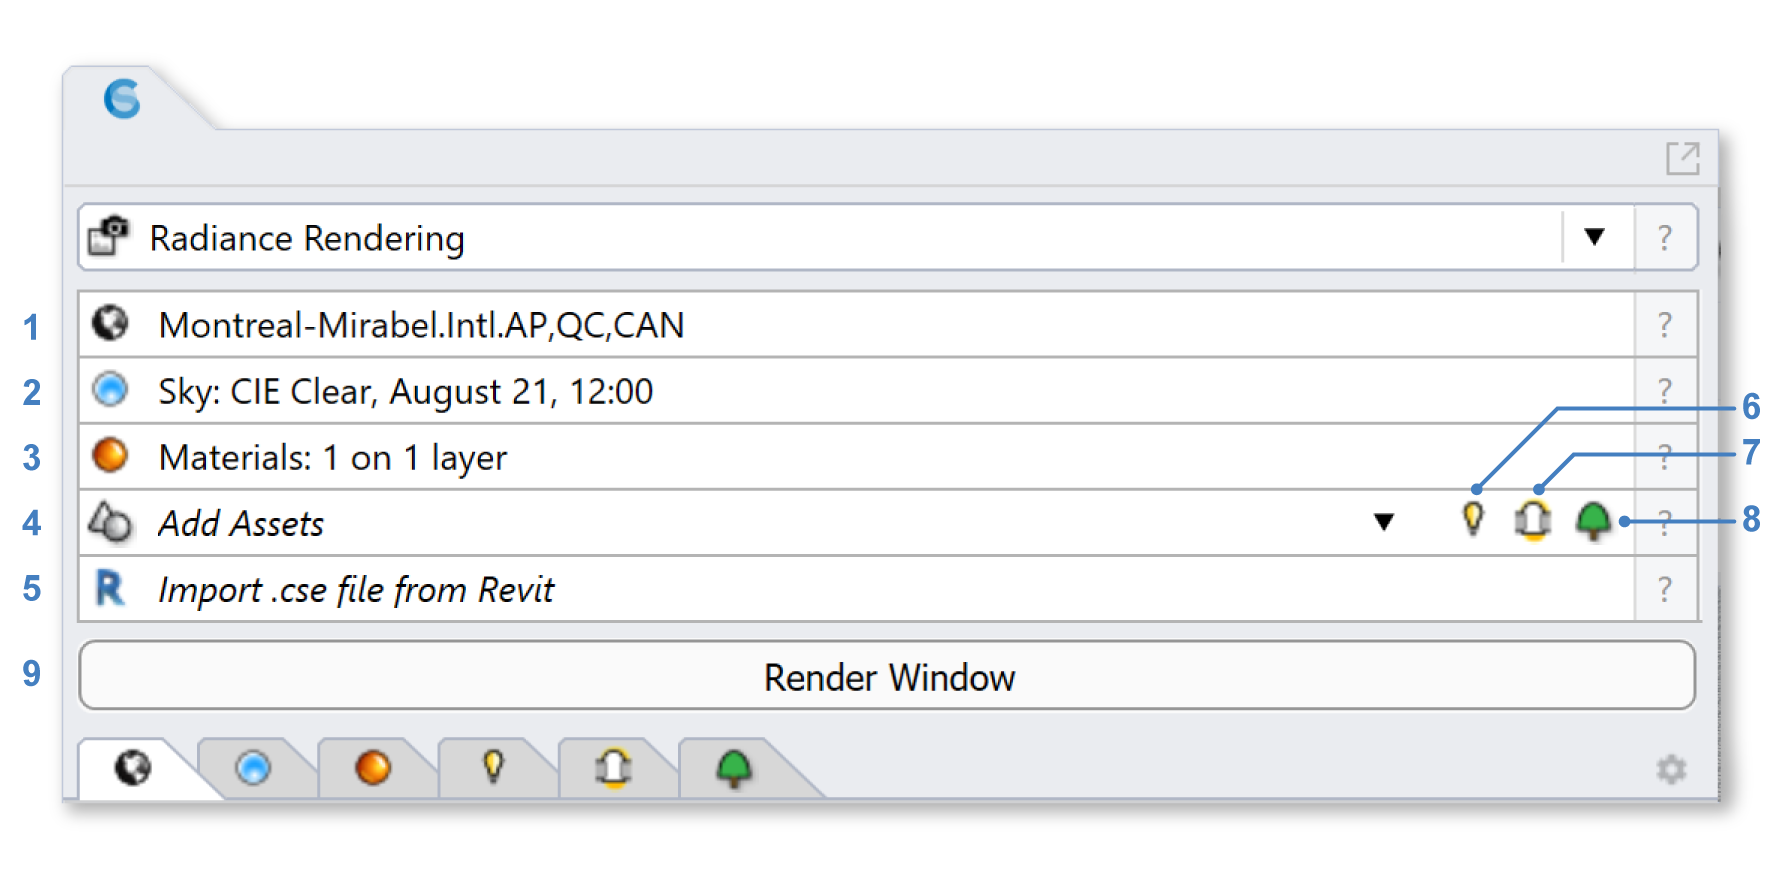 Radiance Rendering ?
1 Montreal-Mirabel.Intl.AP,QC,CAN ?
2 Sky: CIE Clear, August 21, 12:00 ?
6
3 Materials: 1 on 1 layer ?
7
4 Add Assets ?
8
5 R Import .cse file from Revit ?
9 Render Window